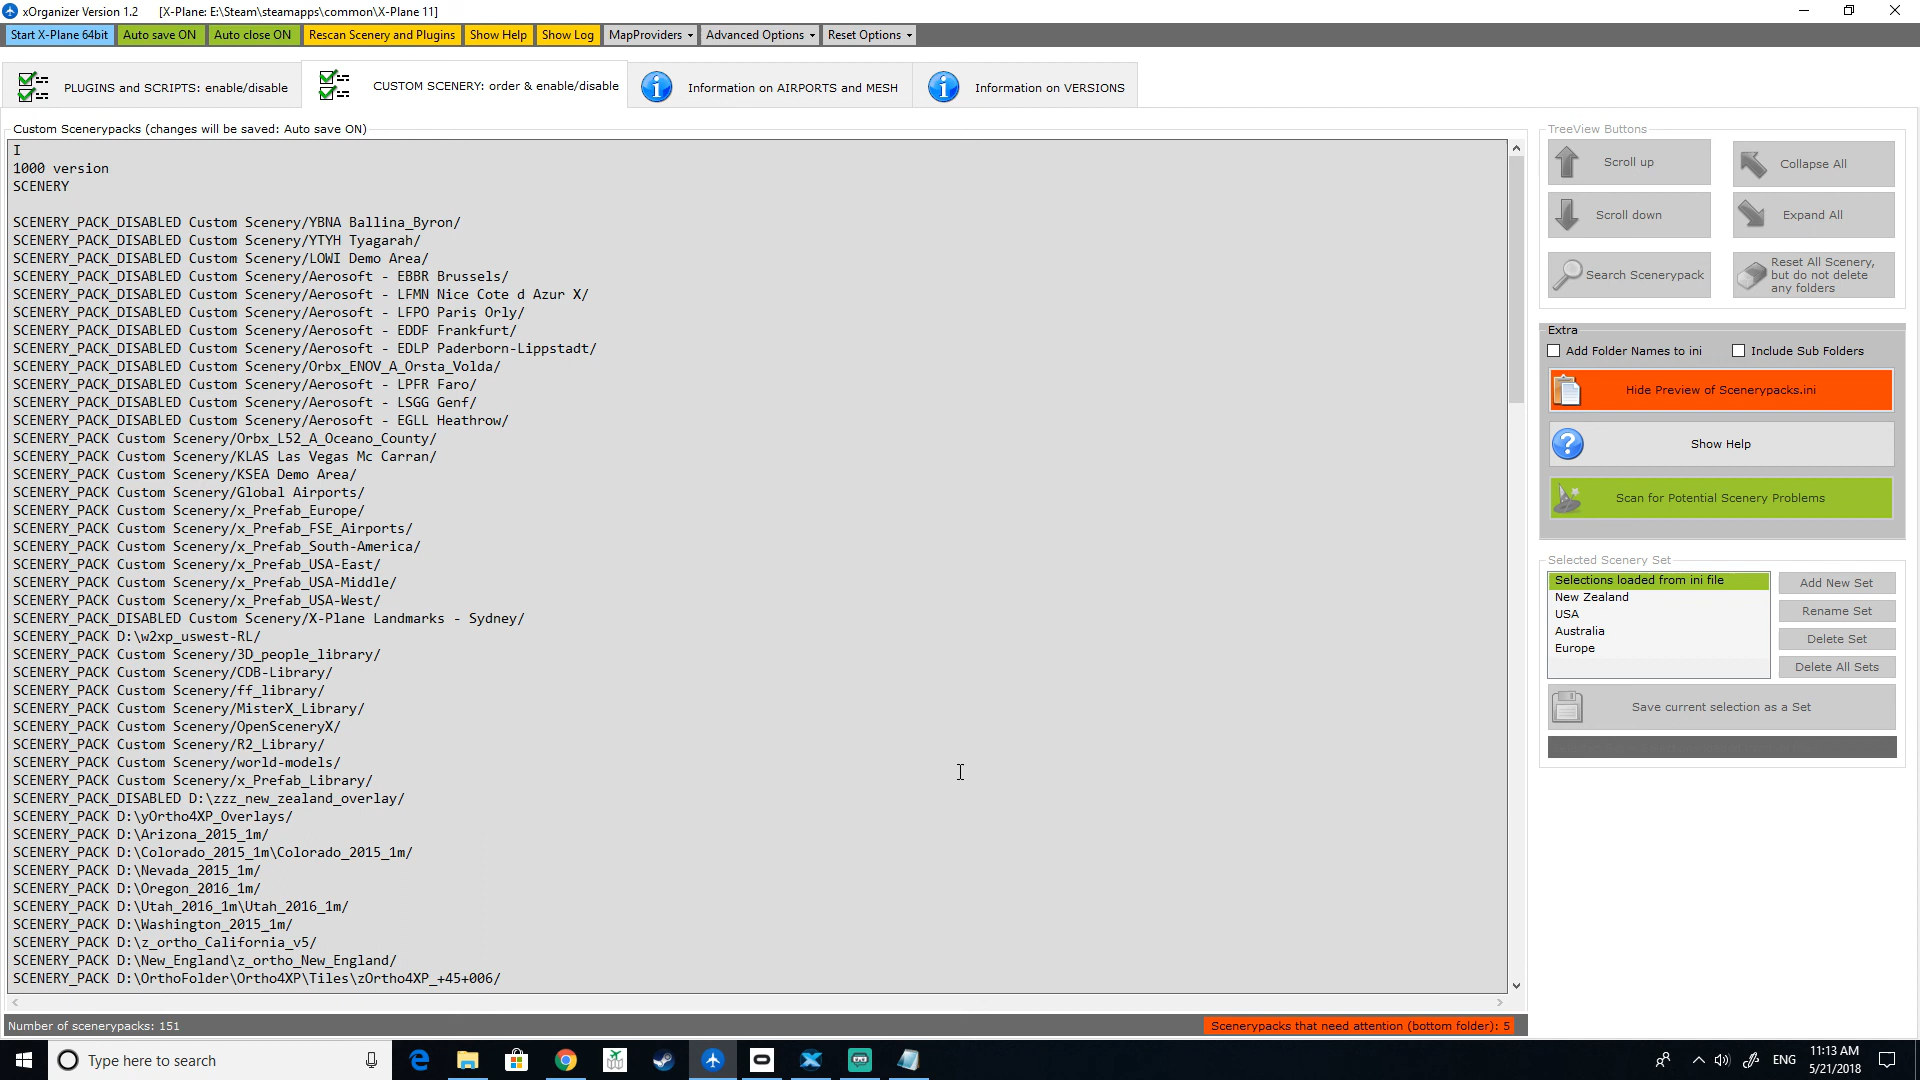 xOrganizer Version 1.2 [X-Plane: E:\Steam\steamapps\common\X-Plane 11]
Start X-Plane 64bit Auto save ON Auto close ON Rescan Scenery and Plugins Show Help Show Log MapProviders Advanced Options Reset Options
PLUGINS and SCRIPTS: enable/disable CUSTOM SCENERY: order & enable/disable Information on AIRPORTS and MESH Information on VERSIONS
Custom Scenerypacks (changes will be saved: Auto save ON)
I
1000 version
SCENERY
SCENERY_PACK_DISABLED Custom Scenery/YBNA Ballina_Byron/
SCENERY_PACK_DISABLED Custom Scenery/YTYH Tyagarah/
SCENERY_PACK_DISABLED Custom Scenery/LOWI Demo Area/
SCENERY_PACK_DISABLED Custom Scenery/Aerosoft - EBBR Brussels/
SCENERY_PACK_DISABLED Custom Scenery/Aerosoft - LFMN Nice Cote d Azur X/
SCENERY_PACK_DISABLED Custom Scenery/Aerosoft - LFPO Paris Orly/
SCENERY_PACK_DISABLED Custom Scenery/Aerosoft - EDDF Frankfurt/
SCENERY_PACK_DISABLED Custom Scenery/Aerosoft - EDLP Paderborn-Lippstadt/
SCENERY_PACK_DISABLED Custom Scenery/Orbx_ENOV_A_Orsta_Volda/
SCENERY_PACK_DISABLED Custom Scenery/Aerosoft - LPFR Faro/
SCENERY_PACK_DISABLED Custom Scenery/Aerosoft - LSGG Genf/
SCENERY_PACK_DISABLED Custom Scenery/Aerosoft - EGLL Heathrow/
SCENERY_PACK Custom Scenery/Orbx_L52_A_Oceano_County/
SCENERY_PACK Custom Scenery/KLAS Las Vegas Mc Carran/
SCENERY_PACK Custom Scenery/KSEA Demo Area/
SCENERY_PACK Custom Scenery/Global Airports/
SCENERY_PACK Custom Scenery/x_Prefab_Europe/
SCENERY_PACK Custom Scenery/x_Prefab_FSE_Airports/
SCENERY_PACK Custom Scenery/x_Prefab_South-America/
SCENERY_PACK Custom Scenery/x_Prefab_USA-East/
SCENERY_PACK Custom Scenery/x_Prefab_USA-Middle/
SCENERY_PACK Custom Scenery/x_Prefab_USA-West/
SCENERY_PACK_DISABLED Custom Scenery/X-Plane Landmarks - Sydney/
SCENERY_PACK D:\w2xp_uswest-RL/
SCENERY_PACK Custom Scenery/3D_people_library/
SCENERY_PACK Custom Scenery/CDB-Library/
SCENERY_PACK Custom Scenery/ff_library/
SCENERY_PACK Custom Scenery/MisterX_Library/
SCENERY_PACK Custom Scenery/OpenSceneryX/
SCENERY_PACK Custom Scenery/R2_Library/
SCENERY_PACK Custom Scenery/world-models/
SCENERY_PACK Custom Scenery/x_Prefab_Library/
SCENERY_PACK_DISABLED D:\zzz_new_zealand_overlay/
SCENERY_PACK D:\yOrtho4XP_Overlays/
SCENERY_PACK D:\Arizona_2015_1m/
SCENERY_PACK D:\Colorado_2015_1m\Colorado_2015_1m/
SCENERY_PACK D:\Nevada_2015_1m/
SCENERY_PACK D:\Oregon_2016_1m/
SCENERY_PACK D:\Utah_2016_1m\Utah_2016_1m/
SCENERY_PACK D:\Washington_2015_1m/
SCENERY_PACK D:\z_ortho_California_v5/
SCENERY_PACK D:\New_England\z_ortho_New_England/
SCENERY_PACK D:\OrthoFolder\Ortho4XP\Tiles\zOrtho4XP_+45+006/
TreeView Buttons
Scroll up Collapse All
Scroll down Expand All
Search Scenerypack Reset All Scenery,
but do not delete
any folders
Extra
Add Folder Names to ini Include Sub Folders
Hide Preview of Scenerypacks.ini
Show Help
Scan for Potential Scenery Problems
Selected Scenery Set
Selections loaded from ini file Add New Set
New Zealand
USA Rename Set
Australia Delete Set
Europe
Delete All Sets
Save current selection as a Set
Number of scenerypacks: 151 Scenerypacks that need attention (bottom folder): 5
Type here to search ENG 11:13 AM
5/21/2018